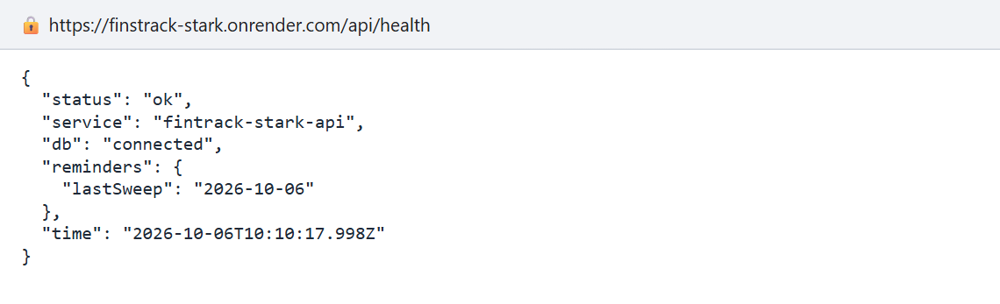 https://finstrack-stark.onrender.com/api/health
{
  "status": "ok",
  "service": "fintrack-stark-api",
  "db": "connected",
  "reminders": {
    "lastSweep": "2026-10-06"
  },
  "time": "2026-10-06T10:10:17.998Z"
}